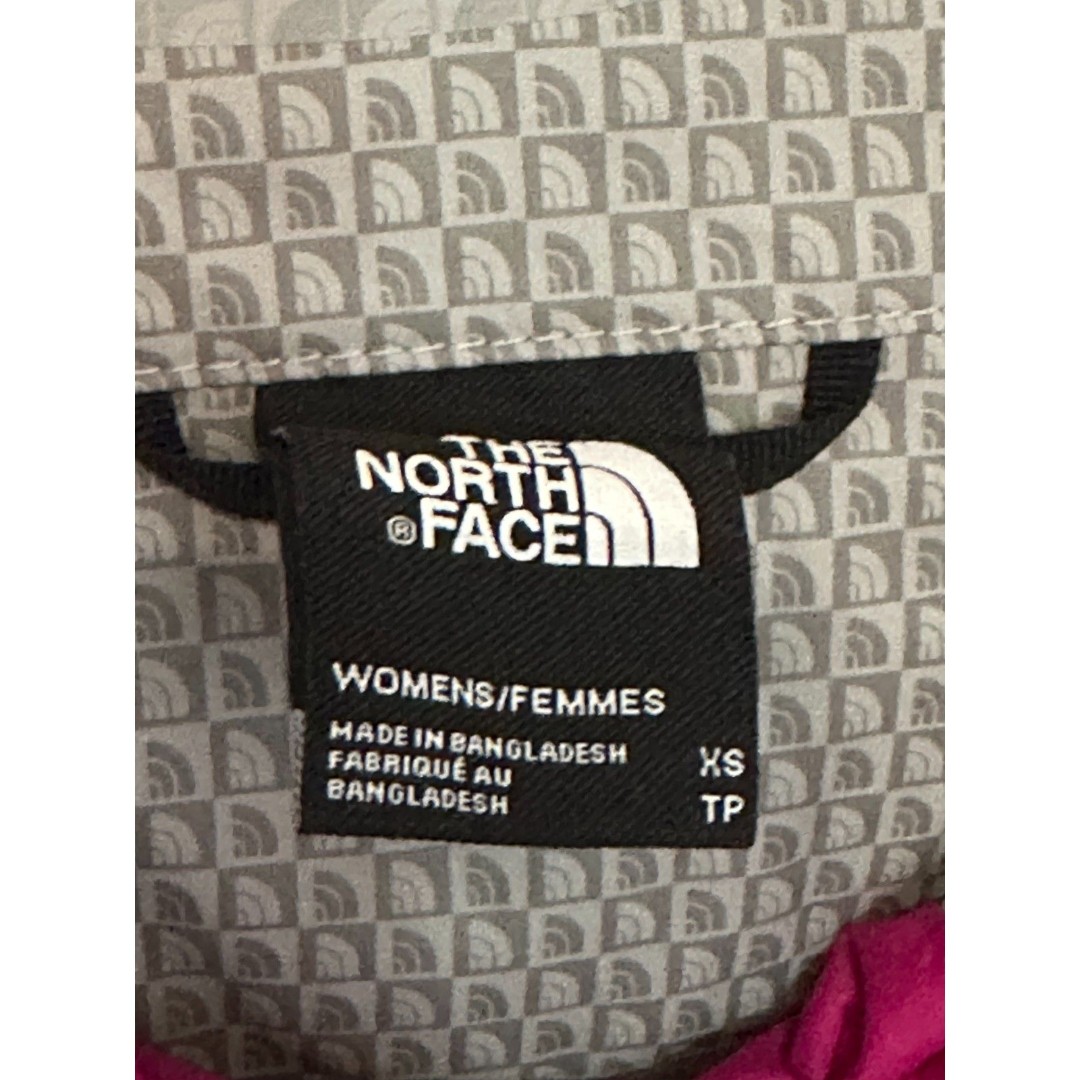 THE
NORTH
®FACE
WOMENS/FEMMES
MADE IN BANGLADESH
FABRIQUÉ AU
BANGLADESH
XS
TP